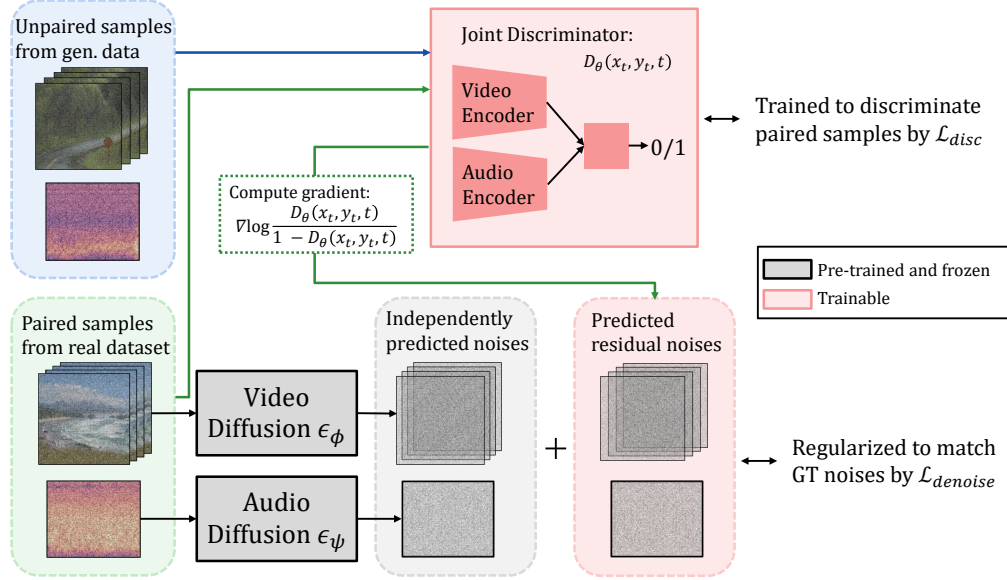 Unpaired samples
from gen. data
Joint Discriminator:
D_θ(x_t, y_t, t)
Video
Encoder
Audio
Encoder
0/1
Trained to discriminate
paired samples by ℒ_disc
Compute gradient:
∇log D_θ(x_t, y_t, t) / 1 − D_θ(x_t, y_t, t)
Pre-trained and frozen
Trainable
Paired samples
from real dataset
Video
Diffusion ϵ_ϕ
Audio
Diffusion ϵ_ψ
Independently
predicted noises
+
Predicted
residual noises
Regularized to match
GT noises by ℒ_denoise